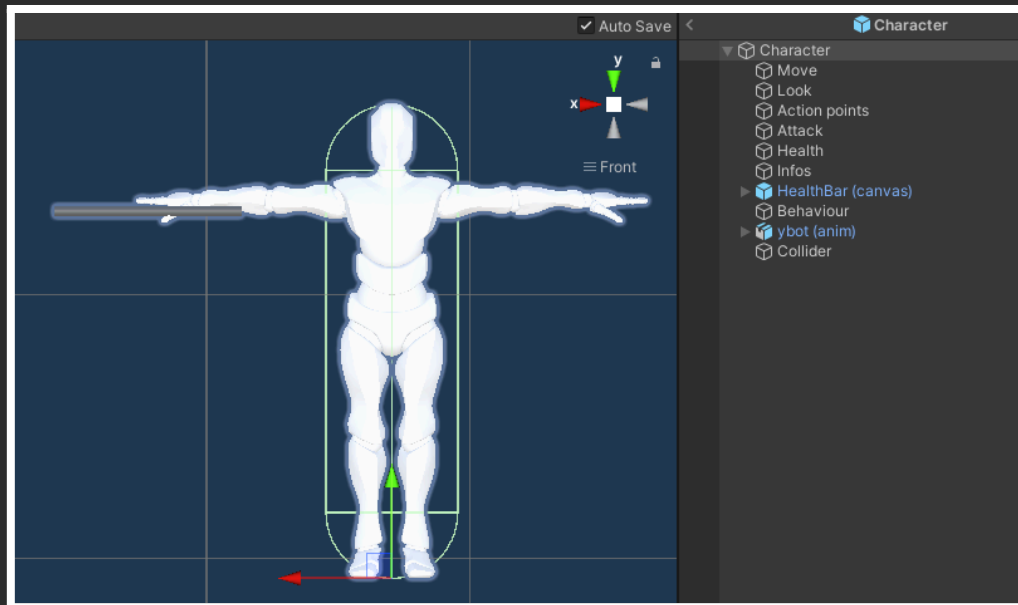 Auto Save
y
x
Front
Character
Character
Move
Look
Action points
Attack
Health
Infos
HealthBar (canvas)
Behaviour
ybot (anim)
Collider